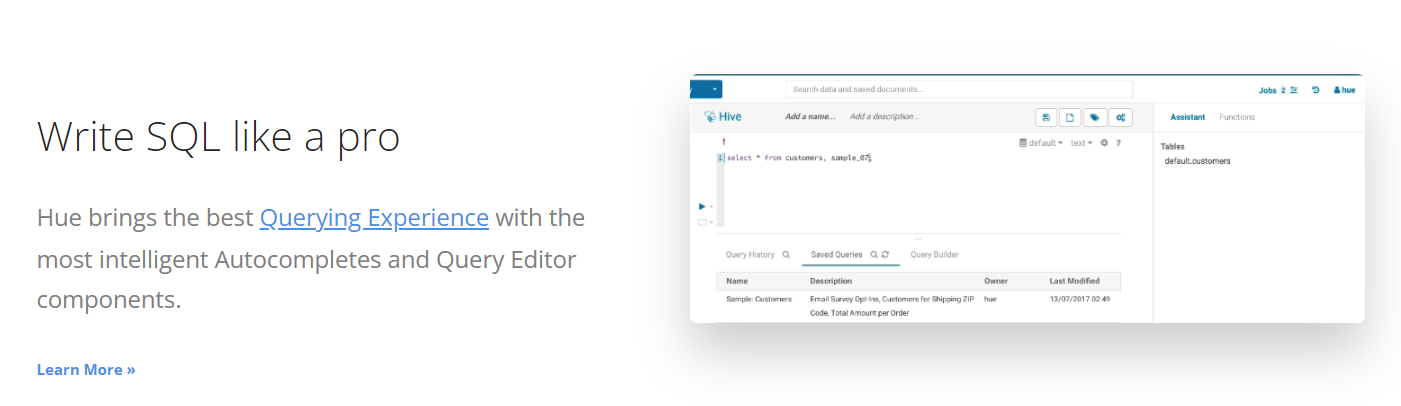 Write SQL like a pro
Hue brings the best Querying Experience with the
most intelligent Autocompletes and Query Editor
components.
Learn More »
Search data and saved documents...
Jobs 2
hue
Hive
Add a name...
Add a description...
Assistant
Functions
!
default
text
?
Tables
default.customers
1 select * from customers, sample_07;
Query History
Saved Queries
Query Builder
Name Description Owner Last Modified
Sample: Customers Email Survey Opt-Ins, Customers for Shipping ZIP hue 13/07/2017 02:49
Code, Total Amount per Order